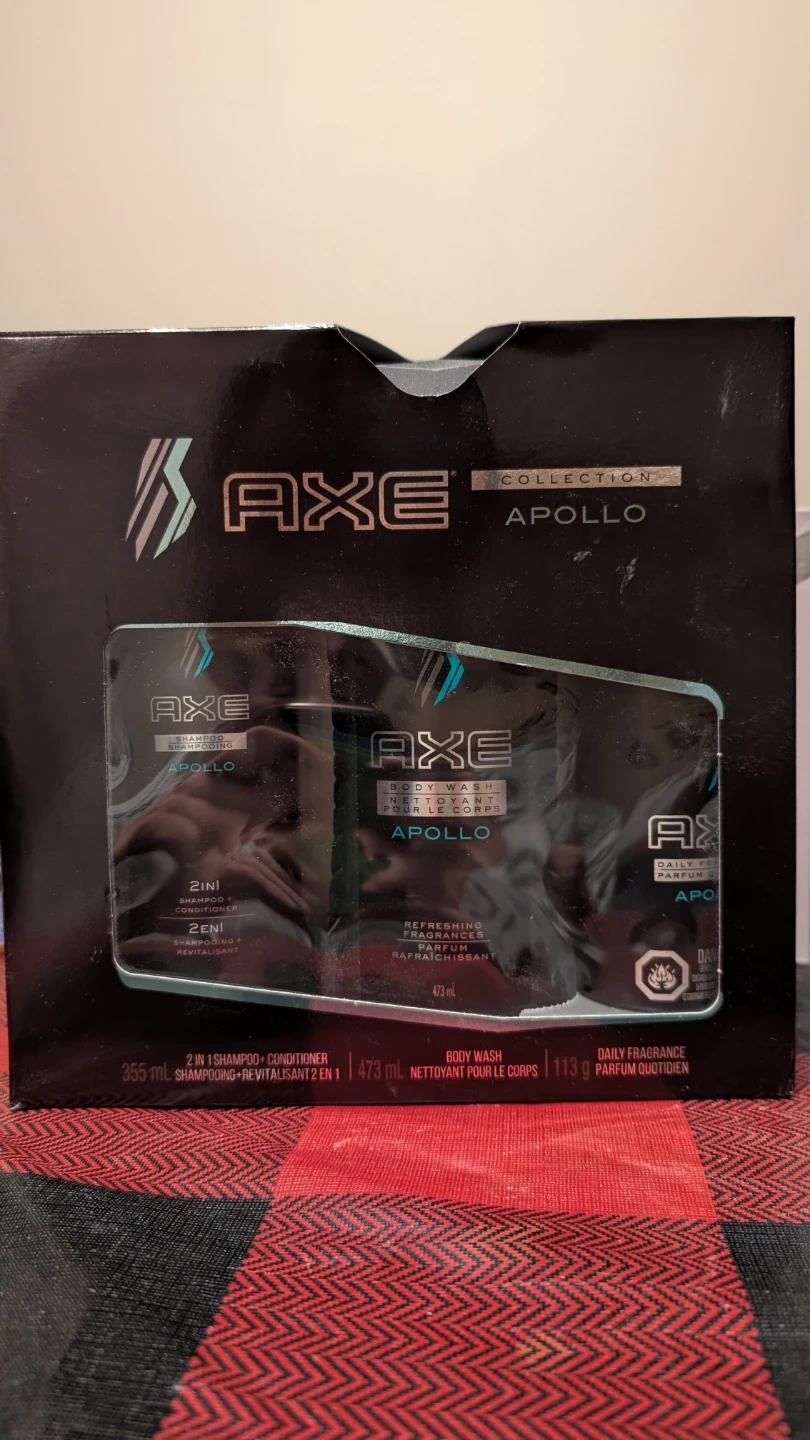 AXE
COLLECTION
APOLLO
AXE
SHAMPOO
SHAMPOOING
APOLLO
2IN1
SHAMPOO +
CONDITIONER
2EN1
SHAMPOOING +
REVITALISANT
AXE
BODY WASH
NETTOYANT
POUR LE CORPS
APOLLO
REFRESHING
FRAGRANCES
PARFUM
RAFRAÎCHISSANT
473 mL
AX
DAILY
PARFUM
APO
DAN
355 mL
2 IN 1 SHAMPOO + CONDITIONER
SHAMPOOING + REVITALISANT 2 EN 1
473 mL
BODY WASH
NETTOYANT POUR LE CORPS
113 g
DAILY FRAGRANCE
PARFUM QUOTIDIEN